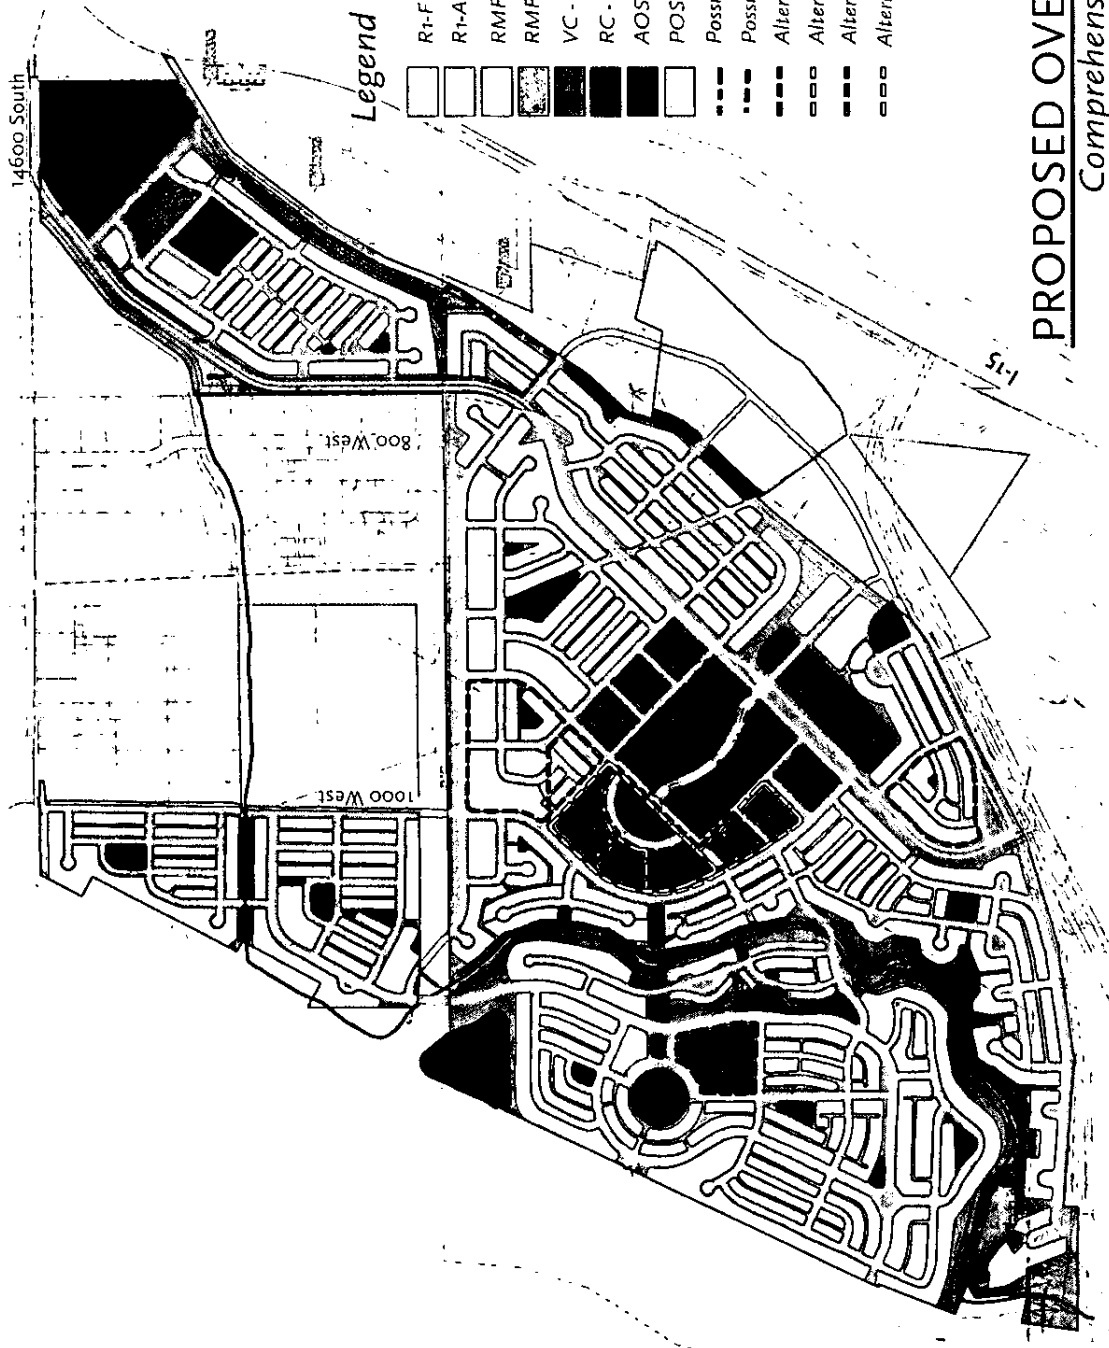 14600 South
Legend
R1-F
R1-A
RMF
RMF
VC -
RC -
AOS
POS
Possi
Possi
Alter
Alter
Alter
Alter
800 West
1000 West
I-15
PROPOSED OVE
Comprehens